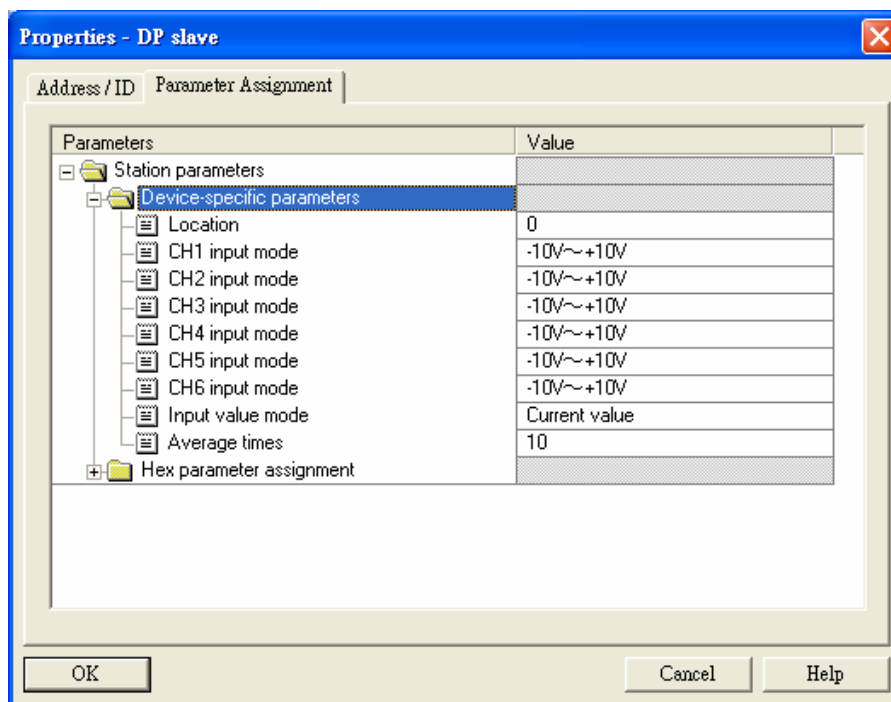 Properties - DP slave
Address / ID Parameter Assignment
Parameters Value
Station parameters
Device-specific parameters
Location 0
CH1 input mode -10V～+10V
CH2 input mode -10V～+10V
CH3 input mode -10V～+10V
CH4 input mode -10V～+10V
CH5 input mode -10V～+10V
CH6 input mode -10V～+10V
Input value mode Current value
Average times 10
Hex parameter assignment
OK Cancel Help